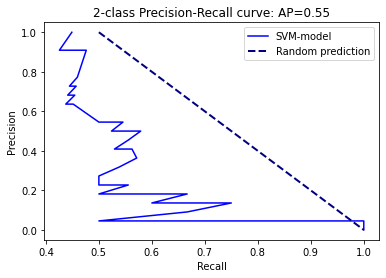 2-class Precision-Recall curve: AP=0.55
SVM-model
Random prediction
Precision
1.0
0.8
0.6
0.4
0.2
0.0
0.4 0.5 0.6 0.7 0.8 0.9 1.0
Recall